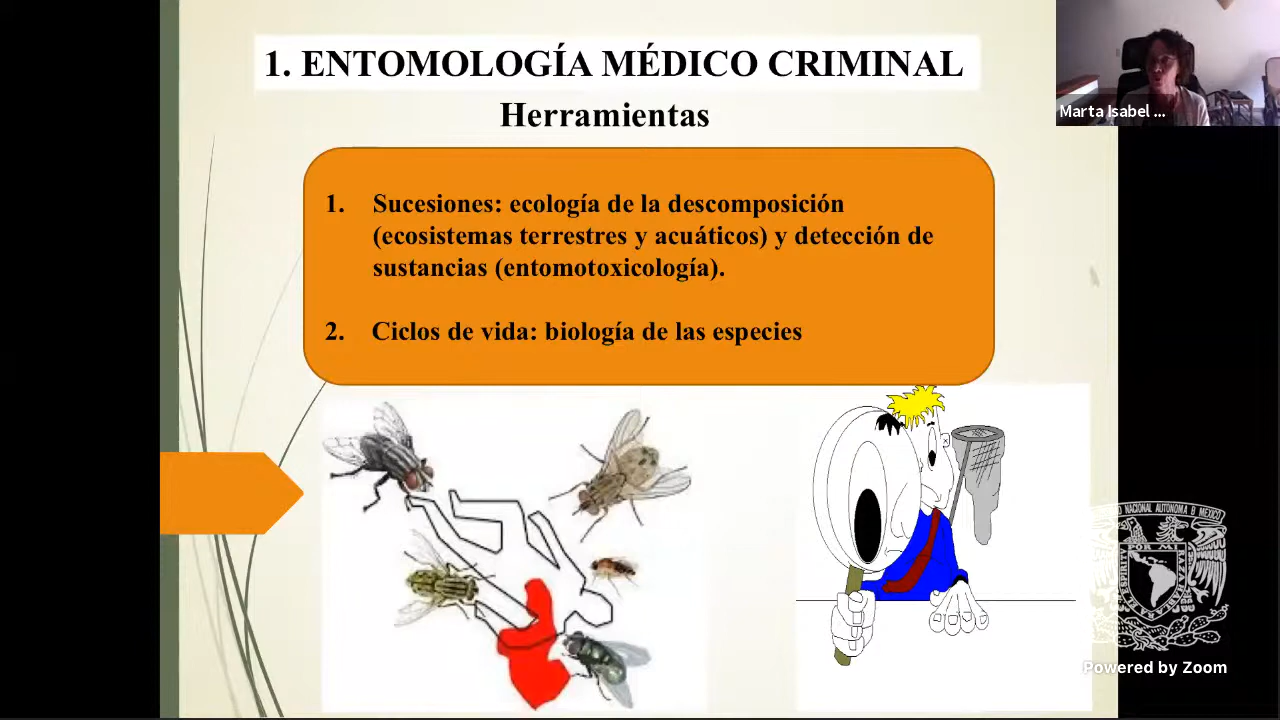 1. ENTOMOLOGÍA MÉDICO CRIMINAL
Herramientas
Marta Isabel ...
1. Sucesiones: ecología de la descomposición
(ecosistemas terrestres y acuáticos) y detección de
sustancias (entomotoxicología).
2. Ciclos de vida: biología de las especies
Powered by Zoom